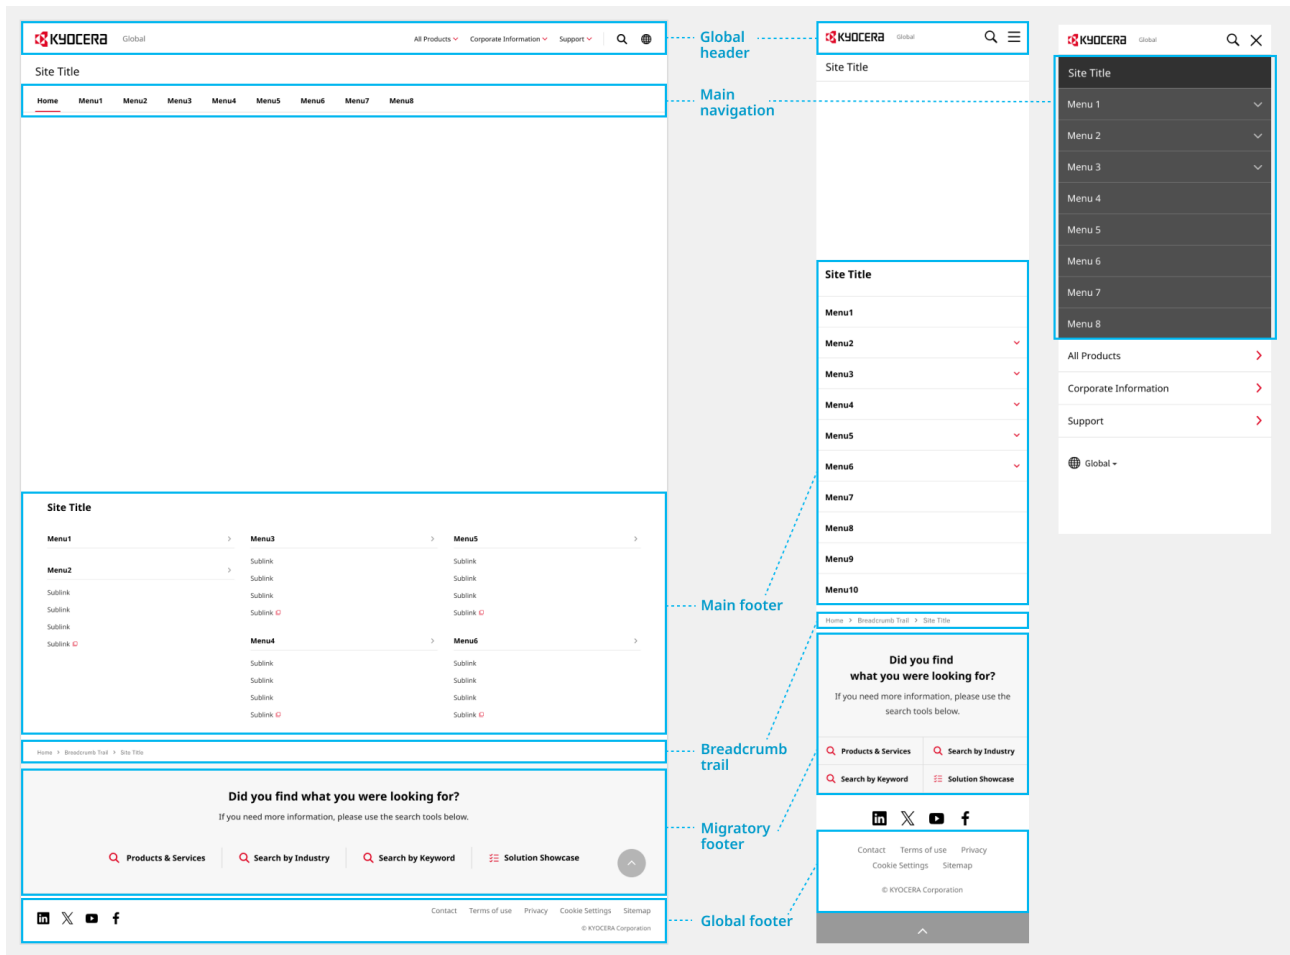 KYOCERA Global All Products Corporate Information Support
Site Title
Home Menu1 Menu2 Menu3 Menu4 Menu5 Menu6 Menu7 Menu8
Site Title
Menu1
Menu2
Sublink
Sublink
Sublink
Sublink
Menu3
Sublink
Sublink
Sublink
Sublink
Menu4
Sublink
Sublink
Sublink
Sublink
Menu5
Sublink
Sublink
Sublink
Sublink
Menu6
Sublink
Sublink
Sublink
Sublink
Home > Breadcrumb Trail > Site Title
Did you find what you were looking for?
If you need more information, please use the search tools below.
Products & Services Search by Industry Search by Keyword Solution Showcase
Contact Terms of use Privacy Cookie Settings Sitemap
© KYOCERA Corporation
Global
header
Main
navigation
Main footer
Breadcrumb
trail
Migratory
footer
Global footer
KYOCERA Global
Site Title
Site Title
Menu1
Menu2
Menu3
Menu4
Menu5
Menu6
Menu7
Menu8
Menu9
Menu10
Home > Breadcrumb Trail > Site Title
Did you find
what you were looking for?
If you need more information, please use the
search tools below.
Products & Services Search by Industry
Search by Keyword Solution Showcase
Contact Terms of use Privacy
Cookie Settings Sitemap
© KYOCERA Corporation
KYOCERA Global
Site Title
Menu 1
Menu 2
Menu 3
Menu 4
Menu 5
Menu 6
Menu 7
Menu 8
All Products
Corporate Information
Support
Global